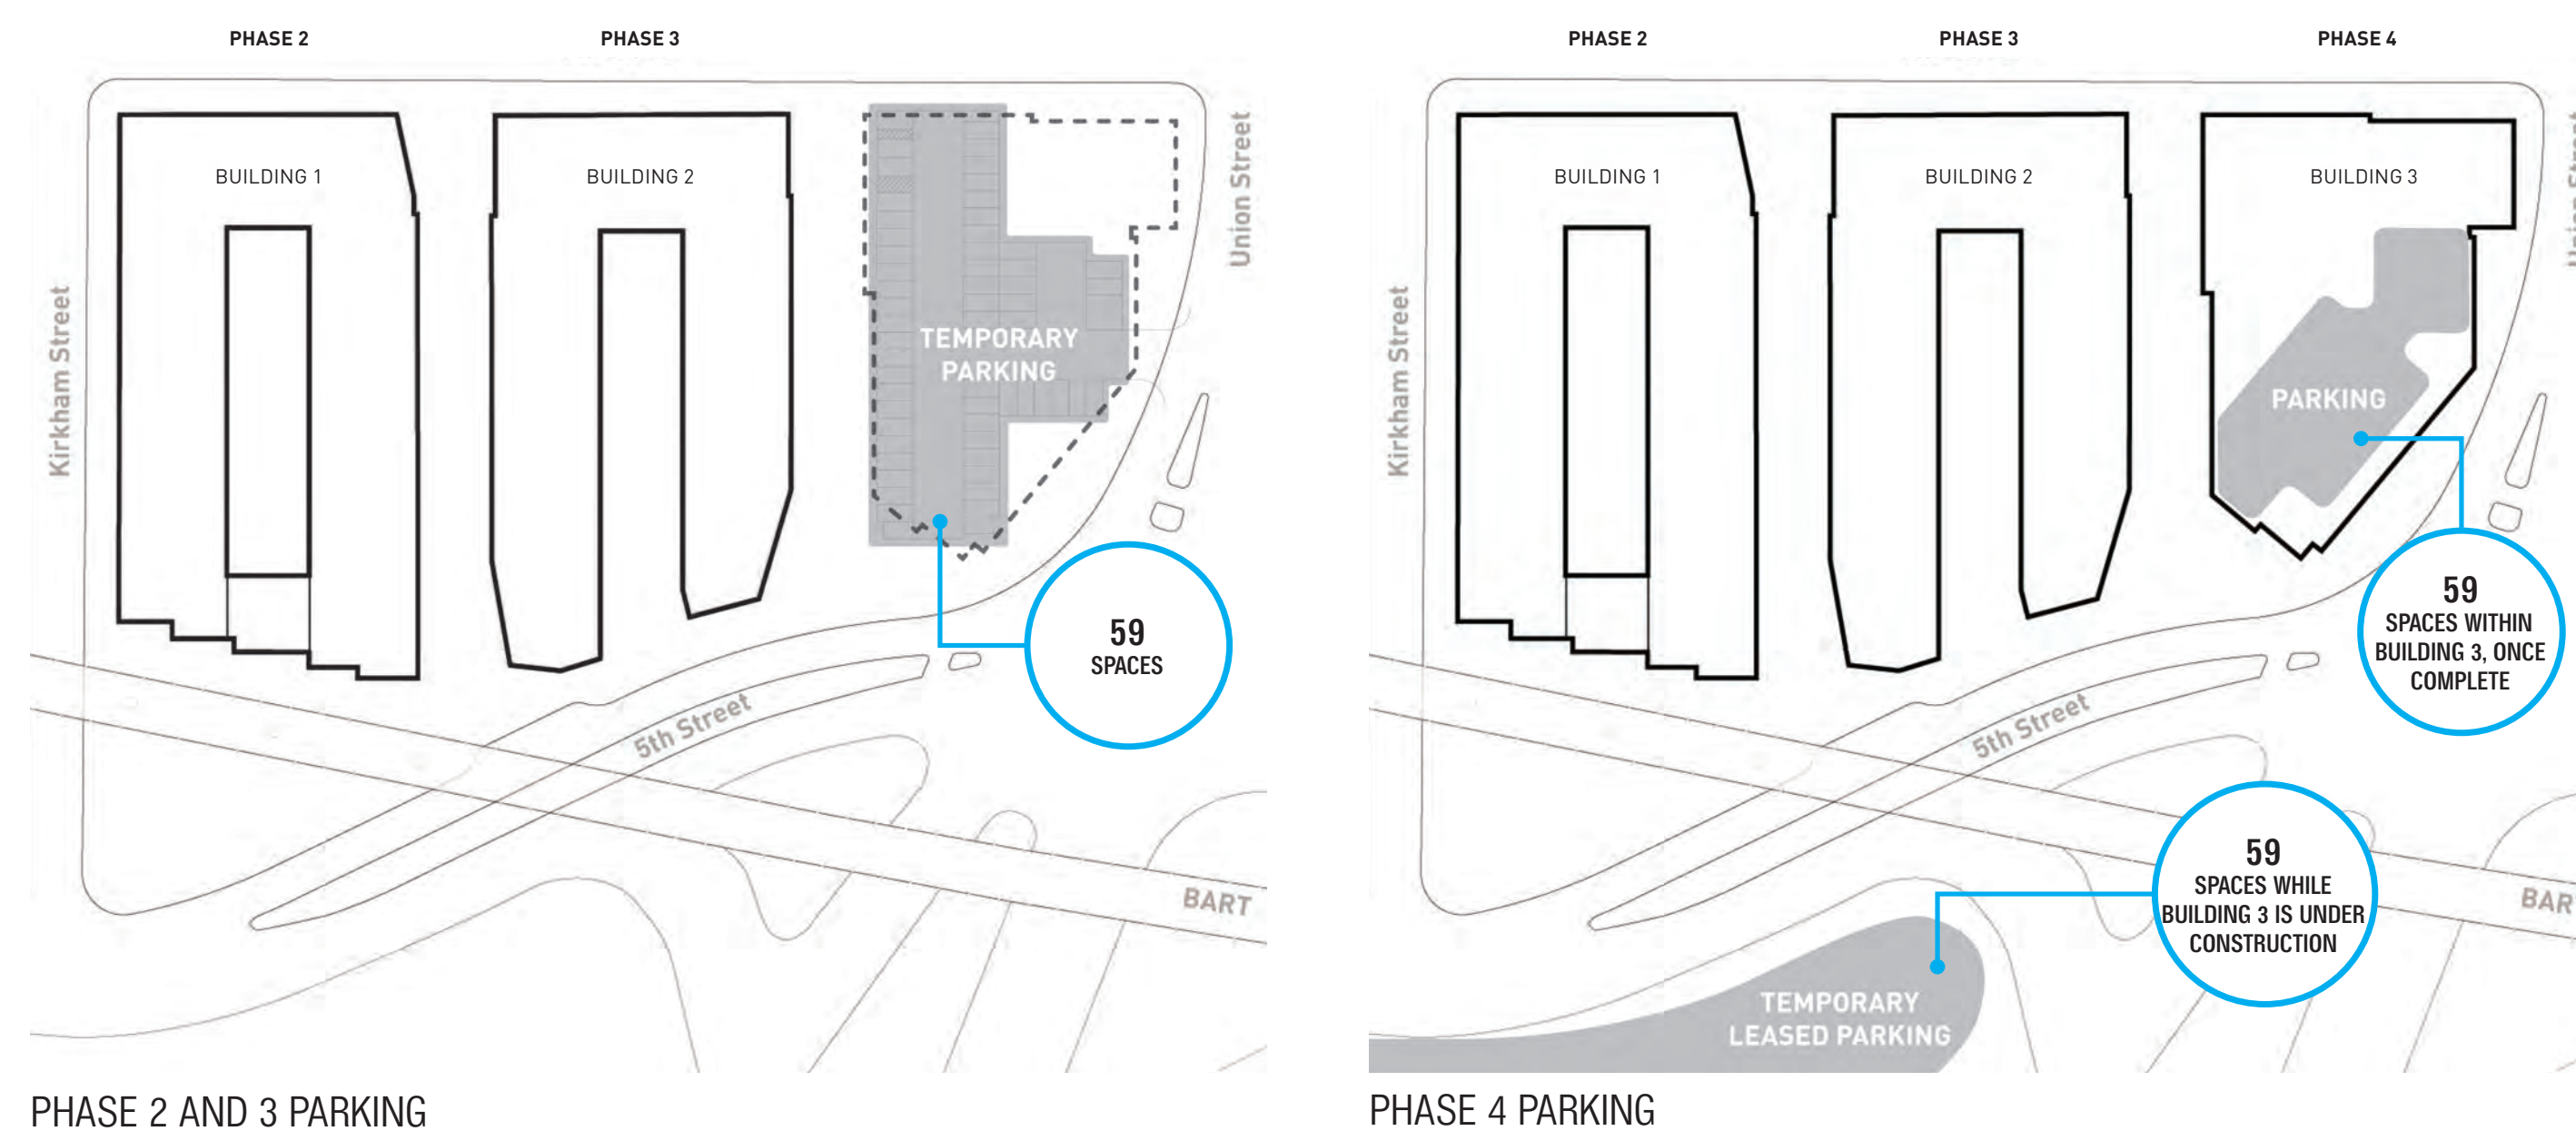 PHASE 2
PHASE 3
BUILDING 1
BUILDING 2
Kirkham Street
Union Street
TEMPORARY
PARKING
59
SPACES
5th Street
BART
PHASE 2 AND 3 PARKING
PHASE 2
PHASE 3
PHASE 4
BUILDING 1
BUILDING 2
BUILDING 3
Kirkham Street
PARKING
59
SPACES WITHIN
BUILDING 3, ONCE
COMPLETE
5th Street
59
SPACES WHILE
BUILDING 3 IS UNDER
CONSTRUCTION
BAR
TEMPORARY
LEASED PARKING
PHASE 4 PARKING